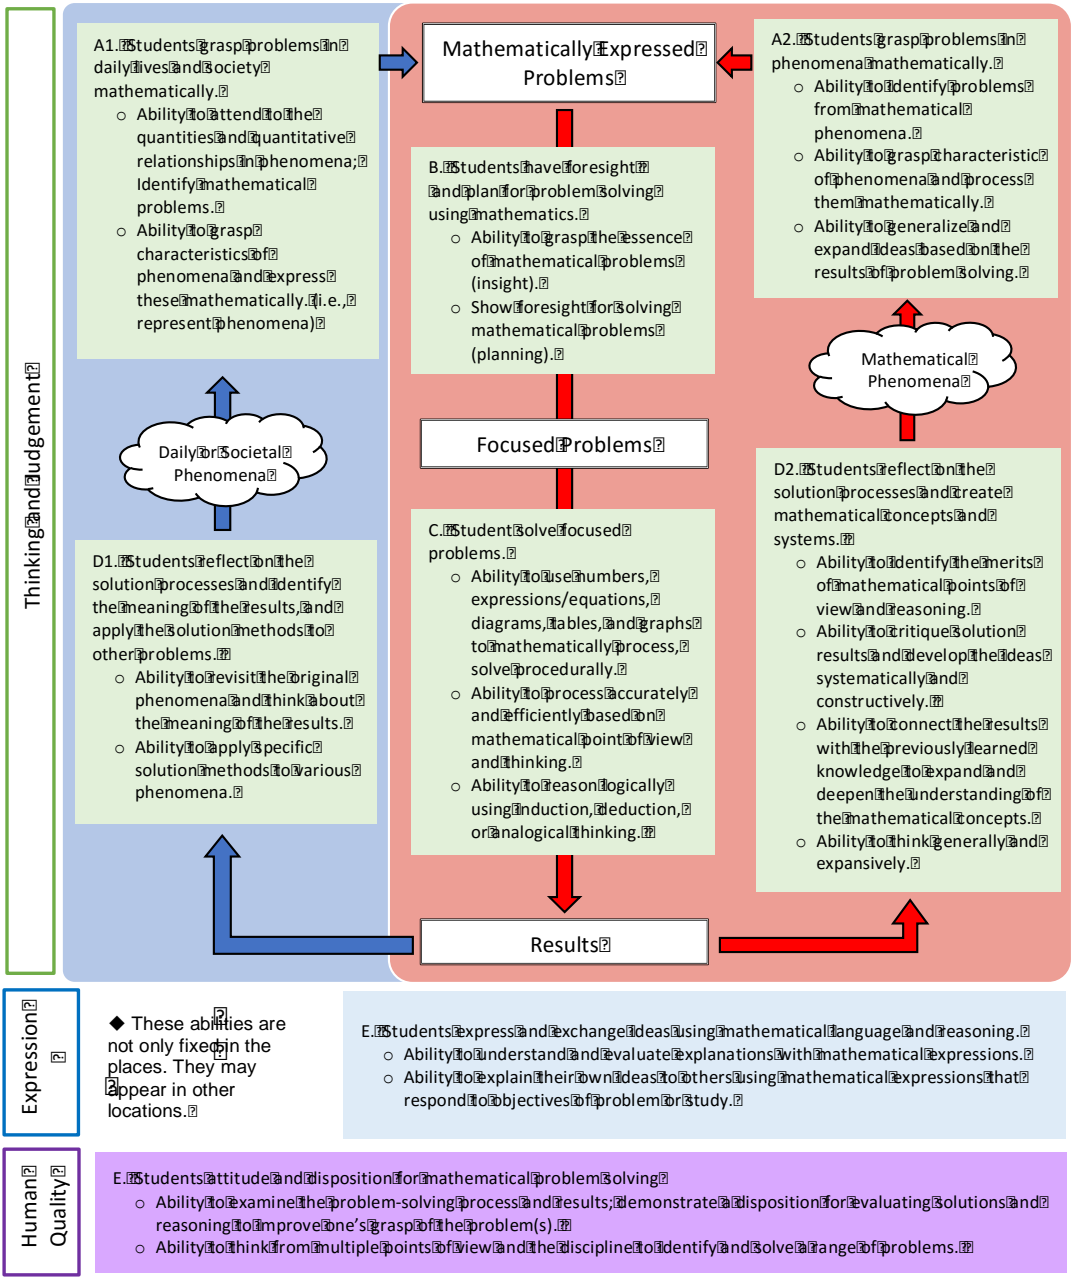 A1. Students grasp problems in
daily lives and society
mathematically.
○ Ability to attend to the
quantities and quantitative
relationships in phenomena;
Identify mathematical
problems.
○ Ability to grasp
characteristics of
phenomena and express
these mathematically. (i.e.,
represent phenomena)
Daily or Societal
Phenomena
D1. Students reflect on the
solution processes and identify
the meaning of the results, and
apply the solution methods to
other problems.
○ Ability to revisit the original
phenomena and think about
the meaning of the results.
○ Ability to apply specific
solution methods to various
phenomena.
Mathematically Expressed
Problems
B. Students have foresight
and plan for problem solving
using mathematics.
○ Ability to grasp the essence
of mathematical problems
(insight).
○ Show foresight for solving
mathematical problems
(planning).
Focused Problems
C. Student solve focused
problems.
○ Ability to use numbers,
expressions/equations,
diagrams, tables, and graphs
to mathematically process,
solve procedurally.
○ Ability to process accurately
and efficiently based on
mathematical point of view
and thinking.
○ Ability to reason logically
using induction, deduction,
or analogical thinking.
Results
A2. Students grasp problems in
phenomena mathematically.
○ Ability to identify problems
from mathematical
phenomena.
○ Ability to grasp characteristic
of phenomena and process
them mathematically.
○ Ability to generalize and
expand ideas based on the
results of problem solving.
Mathematical
Phenomena
D2. Students reflect on the
solution processes and create
mathematical concepts and
systems.
○ Ability to identify the merits
of mathematical points of
view and reasoning.
○ Ability to critique solution
results and develop the ideas
systematically and
constructively.
○ Ability to connect the results
with the previously learned
knowledge to expand and
deepen the understanding of
the mathematical concepts.
○ Ability to think generally and
expansively.
Thinking and Judgement
Expression
◆ These abilities are
not only fixed in the
places. They may
appear in other
locations.
E. Students express and exchange ideas using mathematical language and reasoning.
○ Ability to understand and evaluate explanations with mathematical expressions.
○ Ability to explain their own ideas to others using mathematical expressions that
respond to objectives of problem or study.
Human
Quality
E. Students attitude and disposition for mathematical problem solving
○ Ability to examine the problem-solving process and results; demonstrate a disposition for evaluating solutions and
reasoning to improve one's grasp of the problem(s).
○ Ability to think from multiple points of view and the discipline to identify and solve a range of problems.